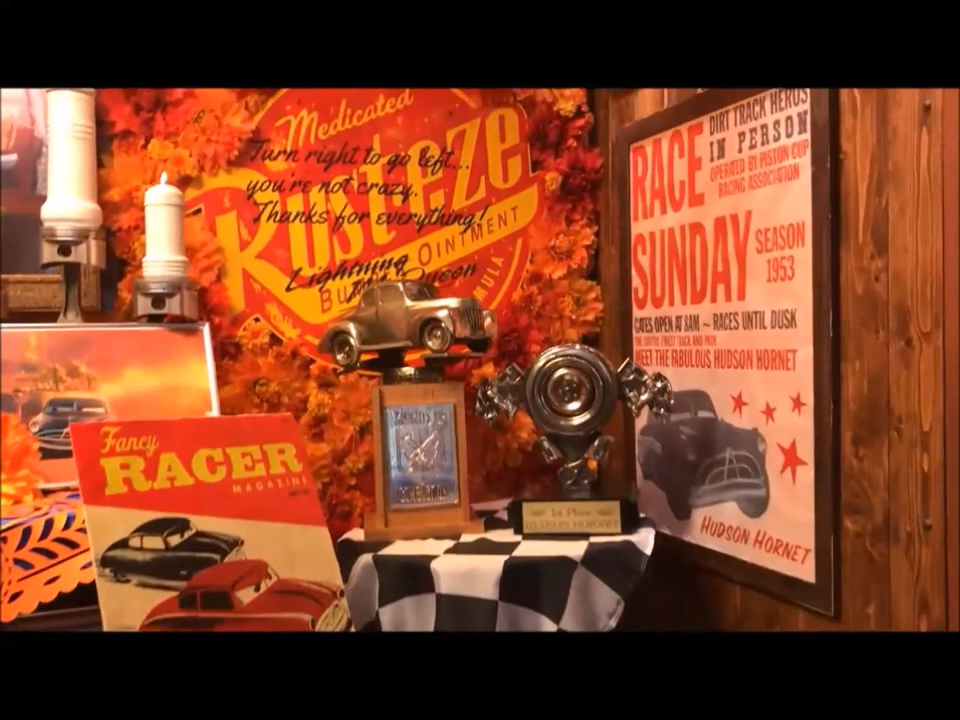 Medicated
Rusteze
Bumper Ointment
Turn right to go left...
you're not crazy.
Thanks for everything!
Lightning McQueen
Fancy
RACER
MAGAZINE
1st Place
HUDSON HORNET
DIRT TRACK HEROS
IN PERSON
OPERATED BY PISTON CUP
RACING ASSOCIATION
RACE
SUNDAY
SEASON
1953
GATES OPEN AT 8AM ~ RACES UNTIL DUSK
MEET THE FABULOUS HUDSON HORNET
HUDSON HORNET